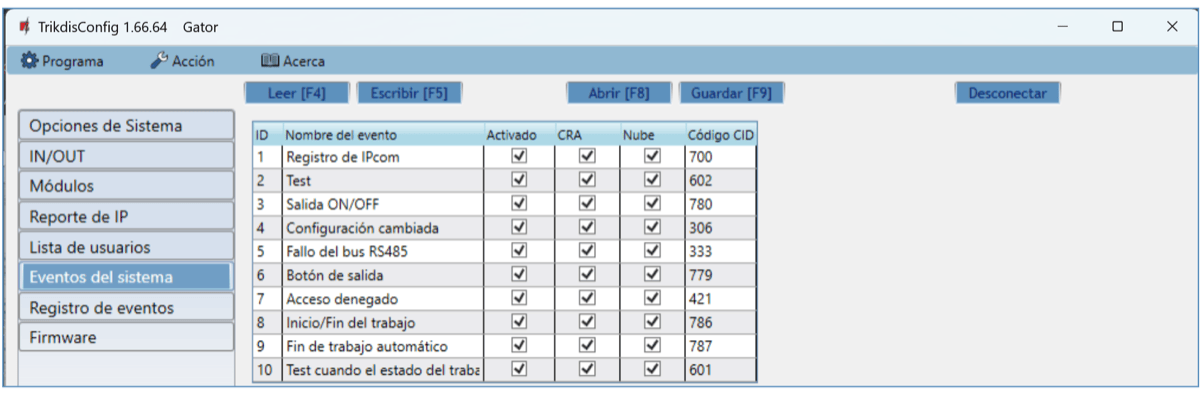 TrikdisConfig 1.66.64 Gator
Programa Acción Acerca
Leer [F4] Escribir [F5] Abrir [F8] Guardar [F9] Desconectar
Opciones de Sistema
IN/OUT
Módulos
Reporte de IP
Lista de usuarios
Eventos del sistema
Registro de eventos
Firmware
ID Nombre del evento Activado CRA Nube Código CID
1 Registro de IPcom 700
2 Test 602
3 Salida ON/OFF 780
4 Configuración cambiada 306
5 Fallo del bus RS485 333
6 Botón de salida 779
7 Acceso denegado 421
8 Inicio/Fin del trabajo 786
9 Fin de trabajo automático 787
10 Test cuando el estado del traba 601